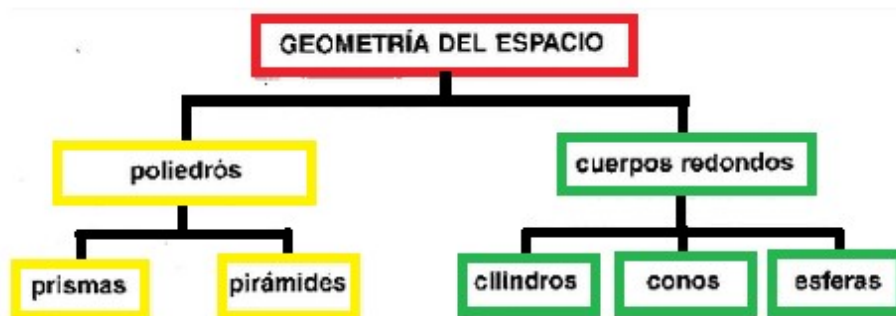 GEOMETRÍA DEL ESPACIO
poliedrós
cuerpos redondos
prismas
pirámides
cilindros
conos
esferas